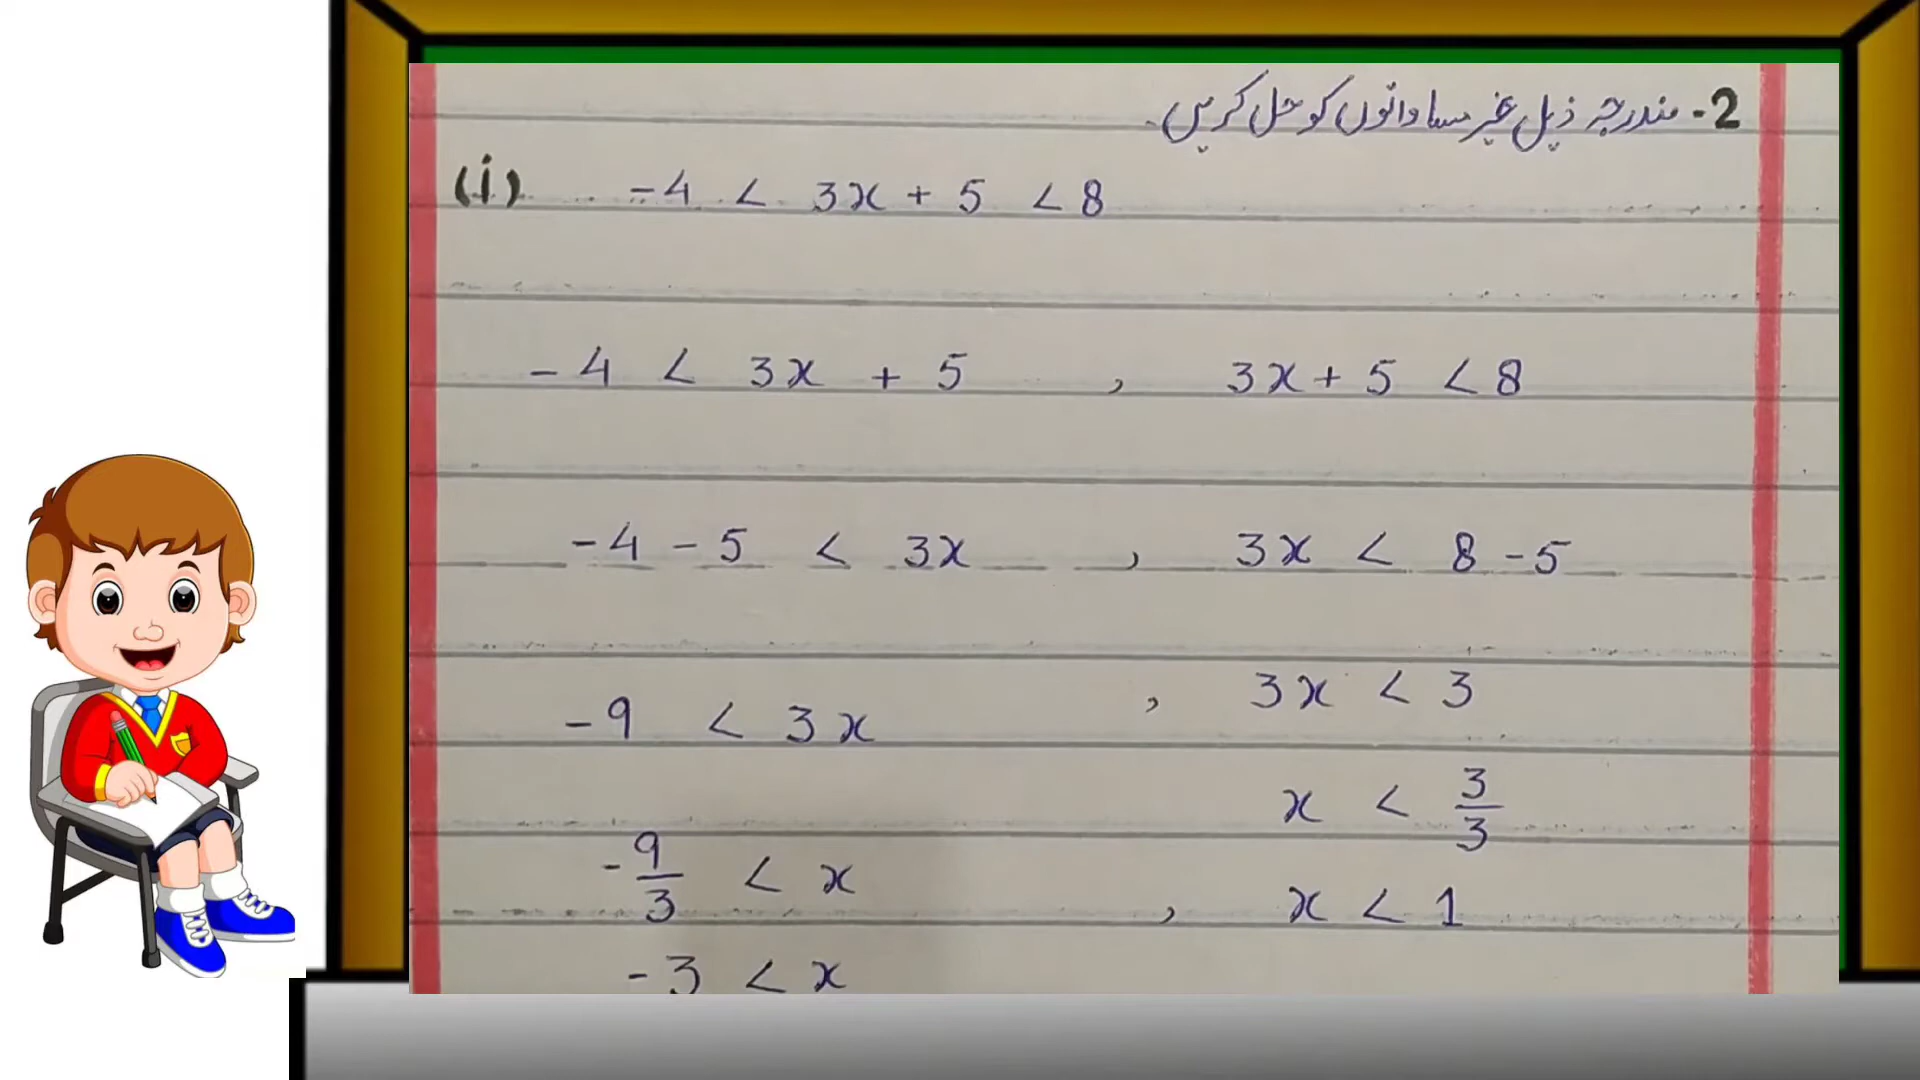 2- مندرجہ ذیل غیر مساواتوں کو حل کریں۔
(i) -4 < 3x + 5 < 8
-4 < 3x + 5 , 3x + 5 < 8
-4 - 5 < 3x , 3x < 8 - 5
-9 < 3x , 3x < 3
x < 3/3
-9/3 < x , x < 1
-3 < x